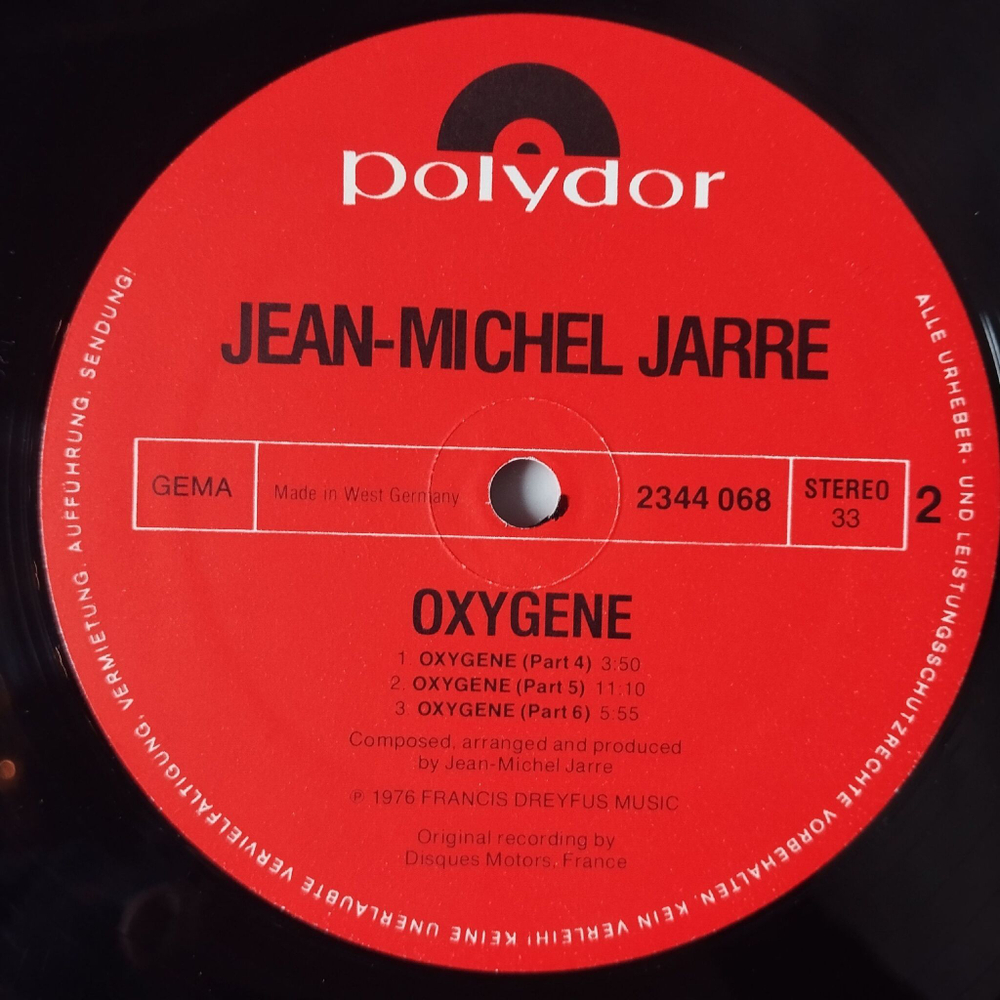 polydor
JEAN-MICHEL JARRE
GEMA
Made in West Germany
2344 068
STEREO
33
2
OXYGENE
1. OXYGENE (Part 4) 3:50
2. OXYGENE (Part 5) 11:10
3. OXYGENE (Part 6) 5:55
Composed, arranged and produced
by Jean-Michel Jarre
℗ 1976 FRANCIS DREYFUS MUSIC
Original recording by
Disques Motors, France
ALLE URHEBER- UND LEISTUNGSSCHUTZRECHTE VORBEHALTEN. KEIN VERLEIH! KEINE UNERLAUBTE VERVIELFÄLTIGUNG, VERMIETUNG, AUFFÜHRUNG, SENDUNG!